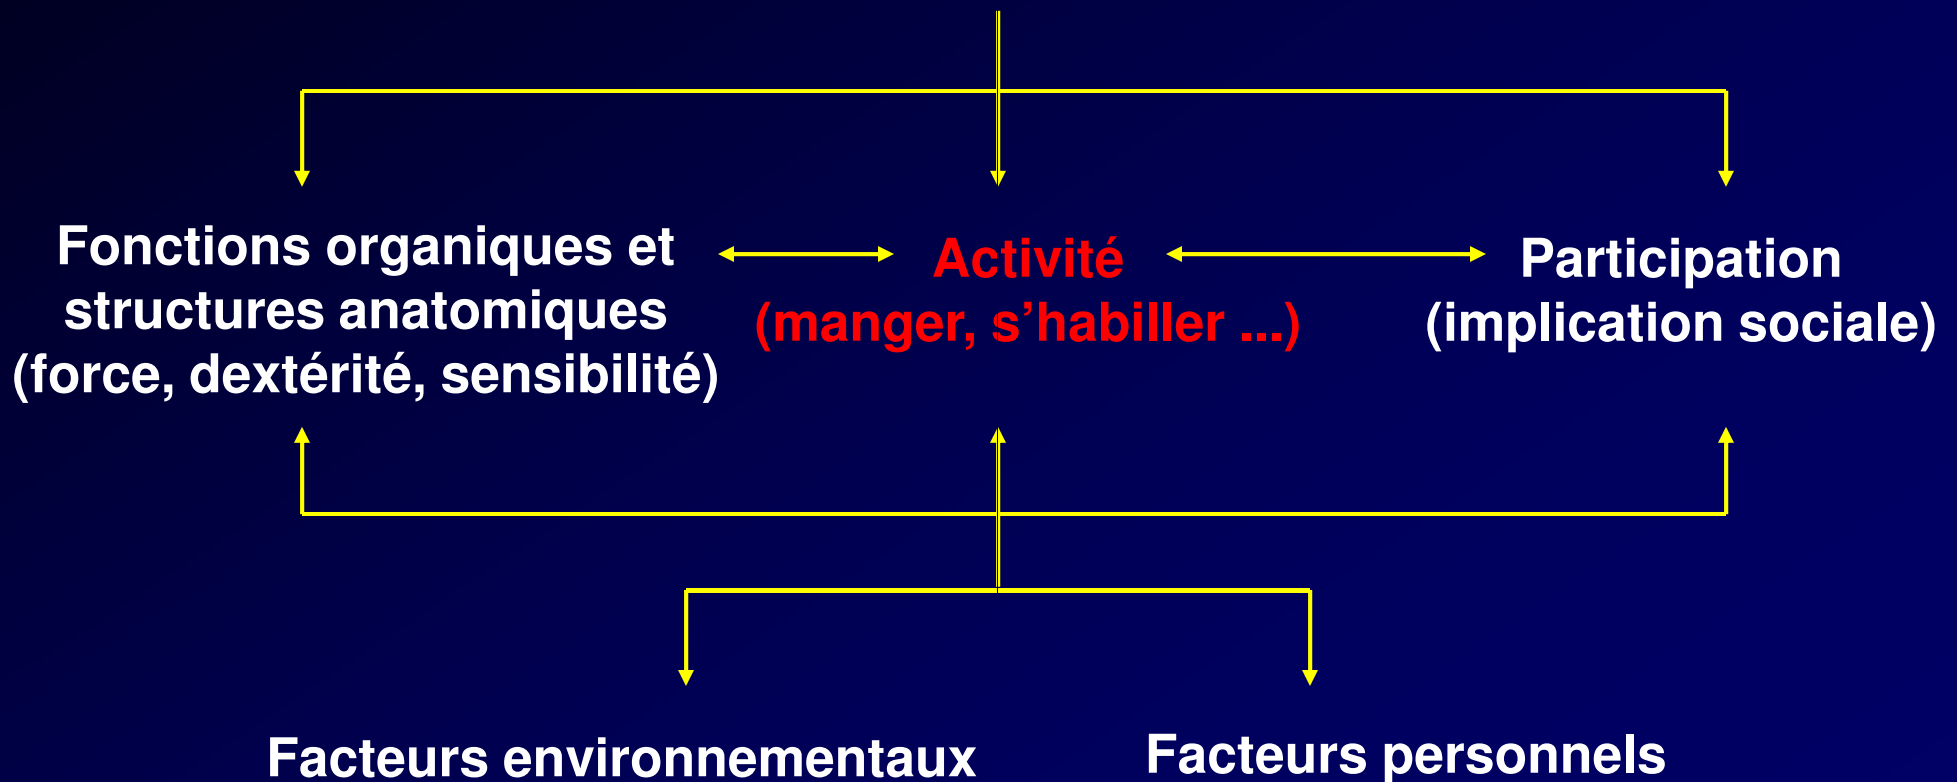 Fonctions organiques et
structures anatomiques
(force, dextérité, sensibilité)
Activité
(manger, s'habiller ...)
Participation
(implication sociale)
Facteurs environnementaux
Facteurs personnels